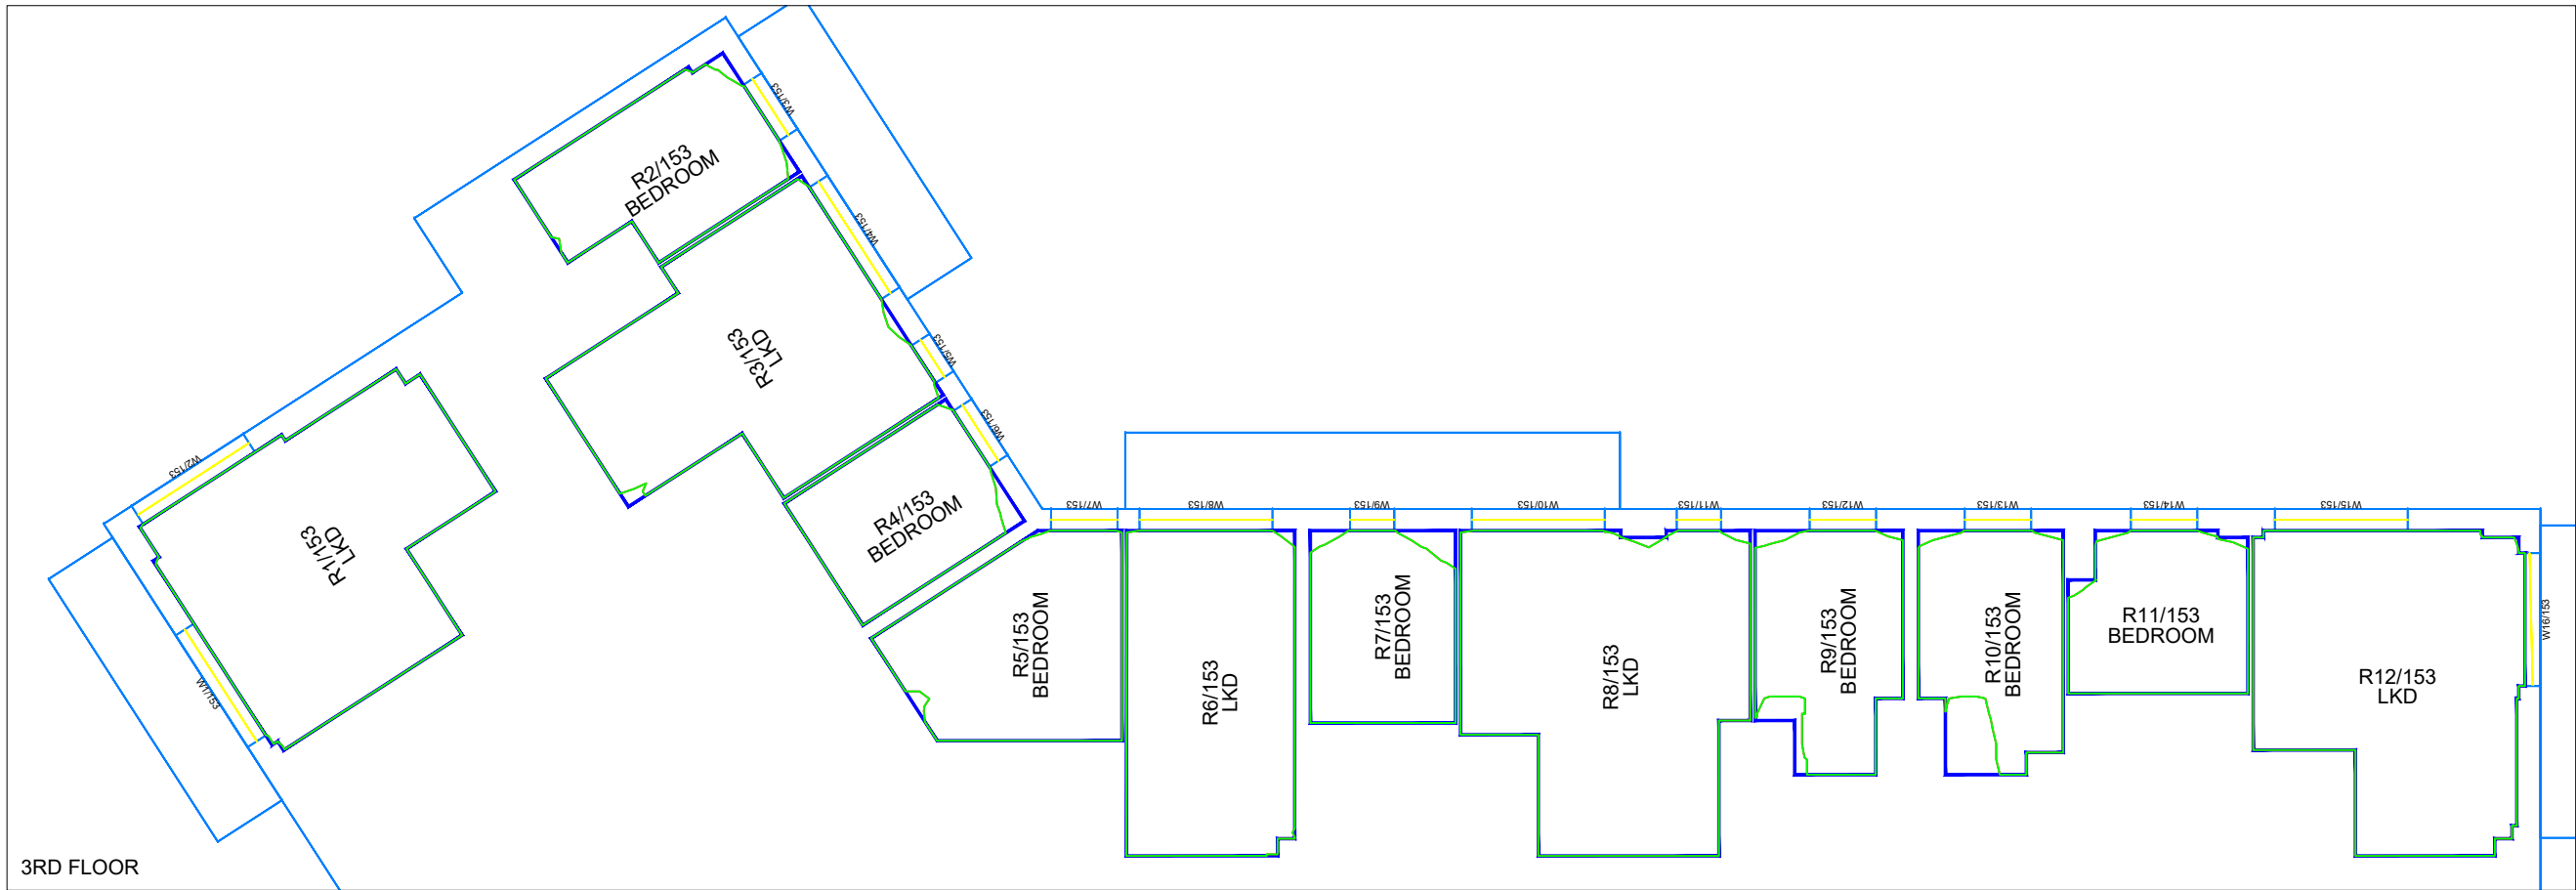 W3/153
R2/153
BEDROOM
W4/153
R3/153
LKD
W5/153
W6/153
W2/153
R1/153
LKD
W1/153
R4/153
BEDROOM
W7/153
W8/153
W9/153
W10/153
W11/153
W12/153
W13/153
W14/153
W15/153
R5/153
BEDROOM
R6/153
LKD
R7/153
BEDROOM
R8/153
LKD
R9/153
BEDROOM
R10/153
BEDROOM
R11/153
BEDROOM
R12/153
LKD
W16/153
3RD FLOOR